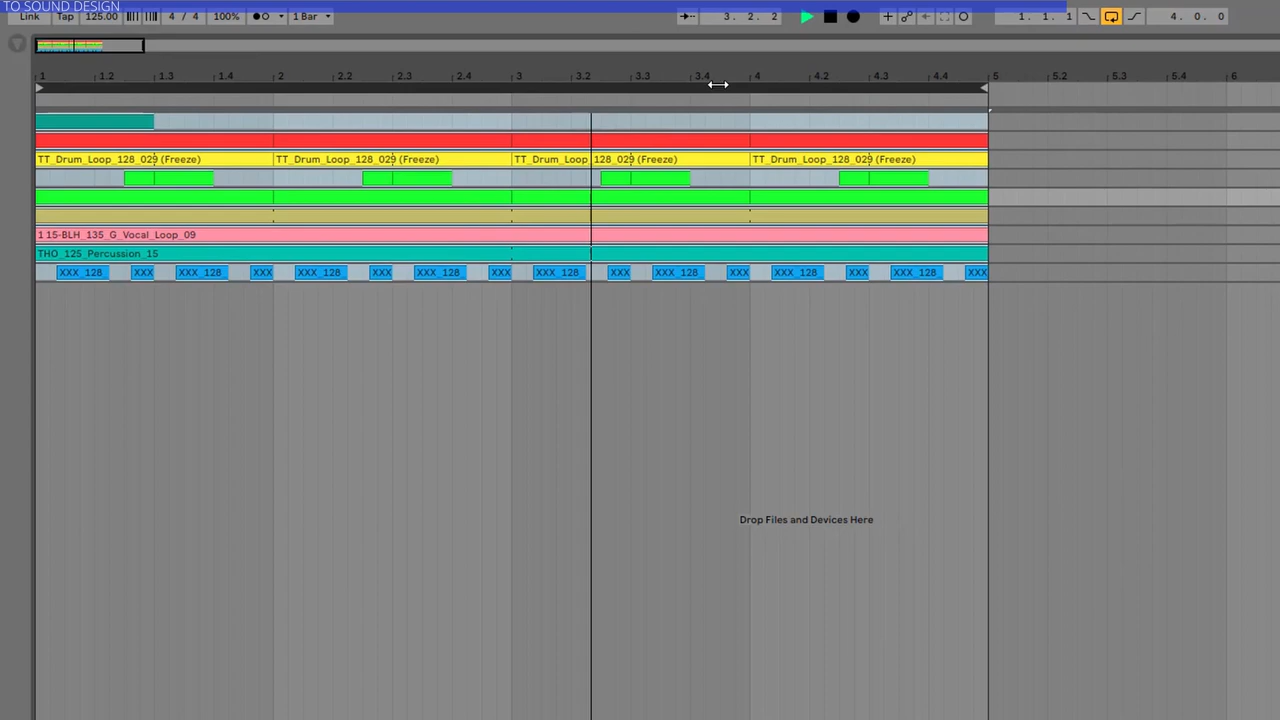 TO SOUND DESIGN
Link Tap 125.00 4 / 4 100% 1 Bar 3. 2. 2 1. 1. 1 4. 0. 0
1 1.2 1.3 1.4 2 2.2 2.3 2.4 3 3.2 3.3 3.4 4 4.2 4.3 4.4 5 5.2 5.3 5.4 6
TT_Drum_Loop_128_029 (Freeze) TT_Drum_Loop_128_029 (Freeze) TT_Drum_Loop_128_029 (Freeze) TT_Drum_Loop_128_029 (Freeze)
1 15-BLH_135_G_Vocal_Loop_09
THO_125_Percussion_15
XXX_128 XXX XXX_128 XXX XXX_128 XXX XXX_128 XXX XXX_128 XXX XXX_128 XXX XXX_128 XXX XXX_128 XXX
Drop Files and Devices Here